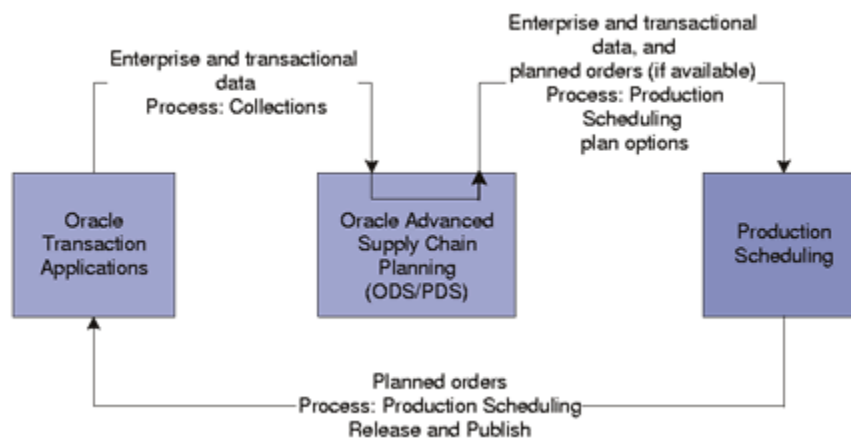 Enterprise and transactional
data
Process: Collections
Enterprise and transactional
data, and
planned orders (if available)
Process: Production
Scheduling
plan options
Oracle
Transaction
Applications
Oracle Advanced
Supply Chain
Planning
(ODS/PDS)
Production
Scheduling
Planned orders
Process: Production Scheduling
Release and Publish